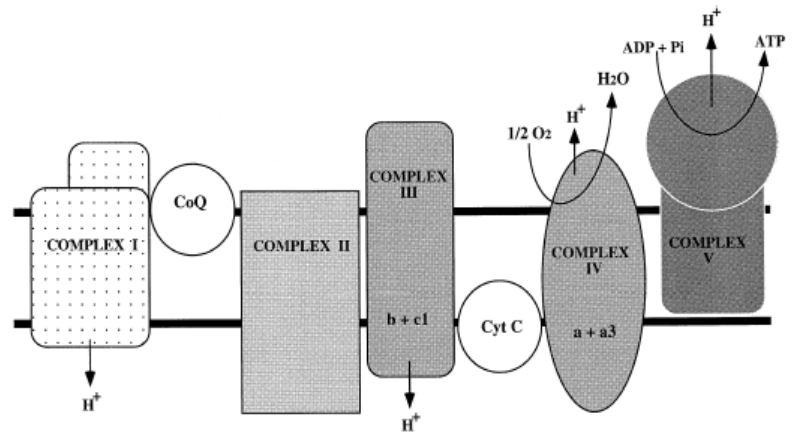 H+
ADP + Pi
ATP
H2O
H+
1/2 O2
COMPLEX
III
CoQ
COMPLEX I
COMPLEX II
COMPLEX
IV
COMPLEX
V
b + c1
Cyt C
a + a3
H+
H+